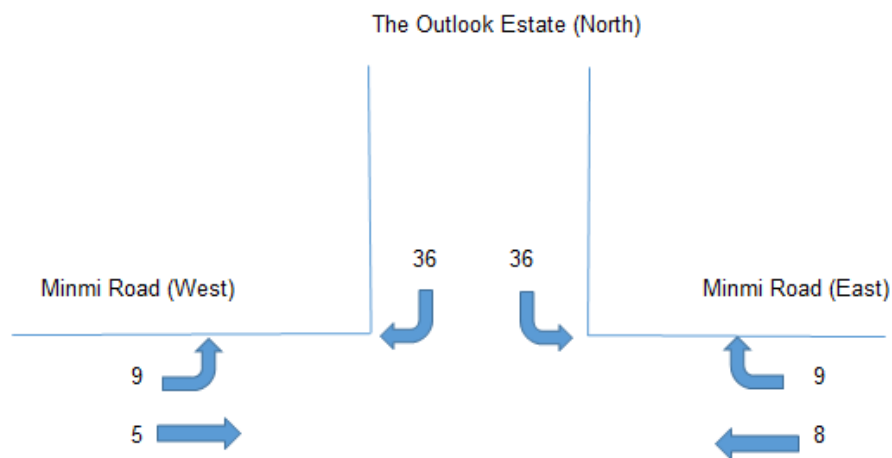 The Outlook Estate (North)
36 36
Minmi Road (West) Minmi Road (East)
9 9
5 8